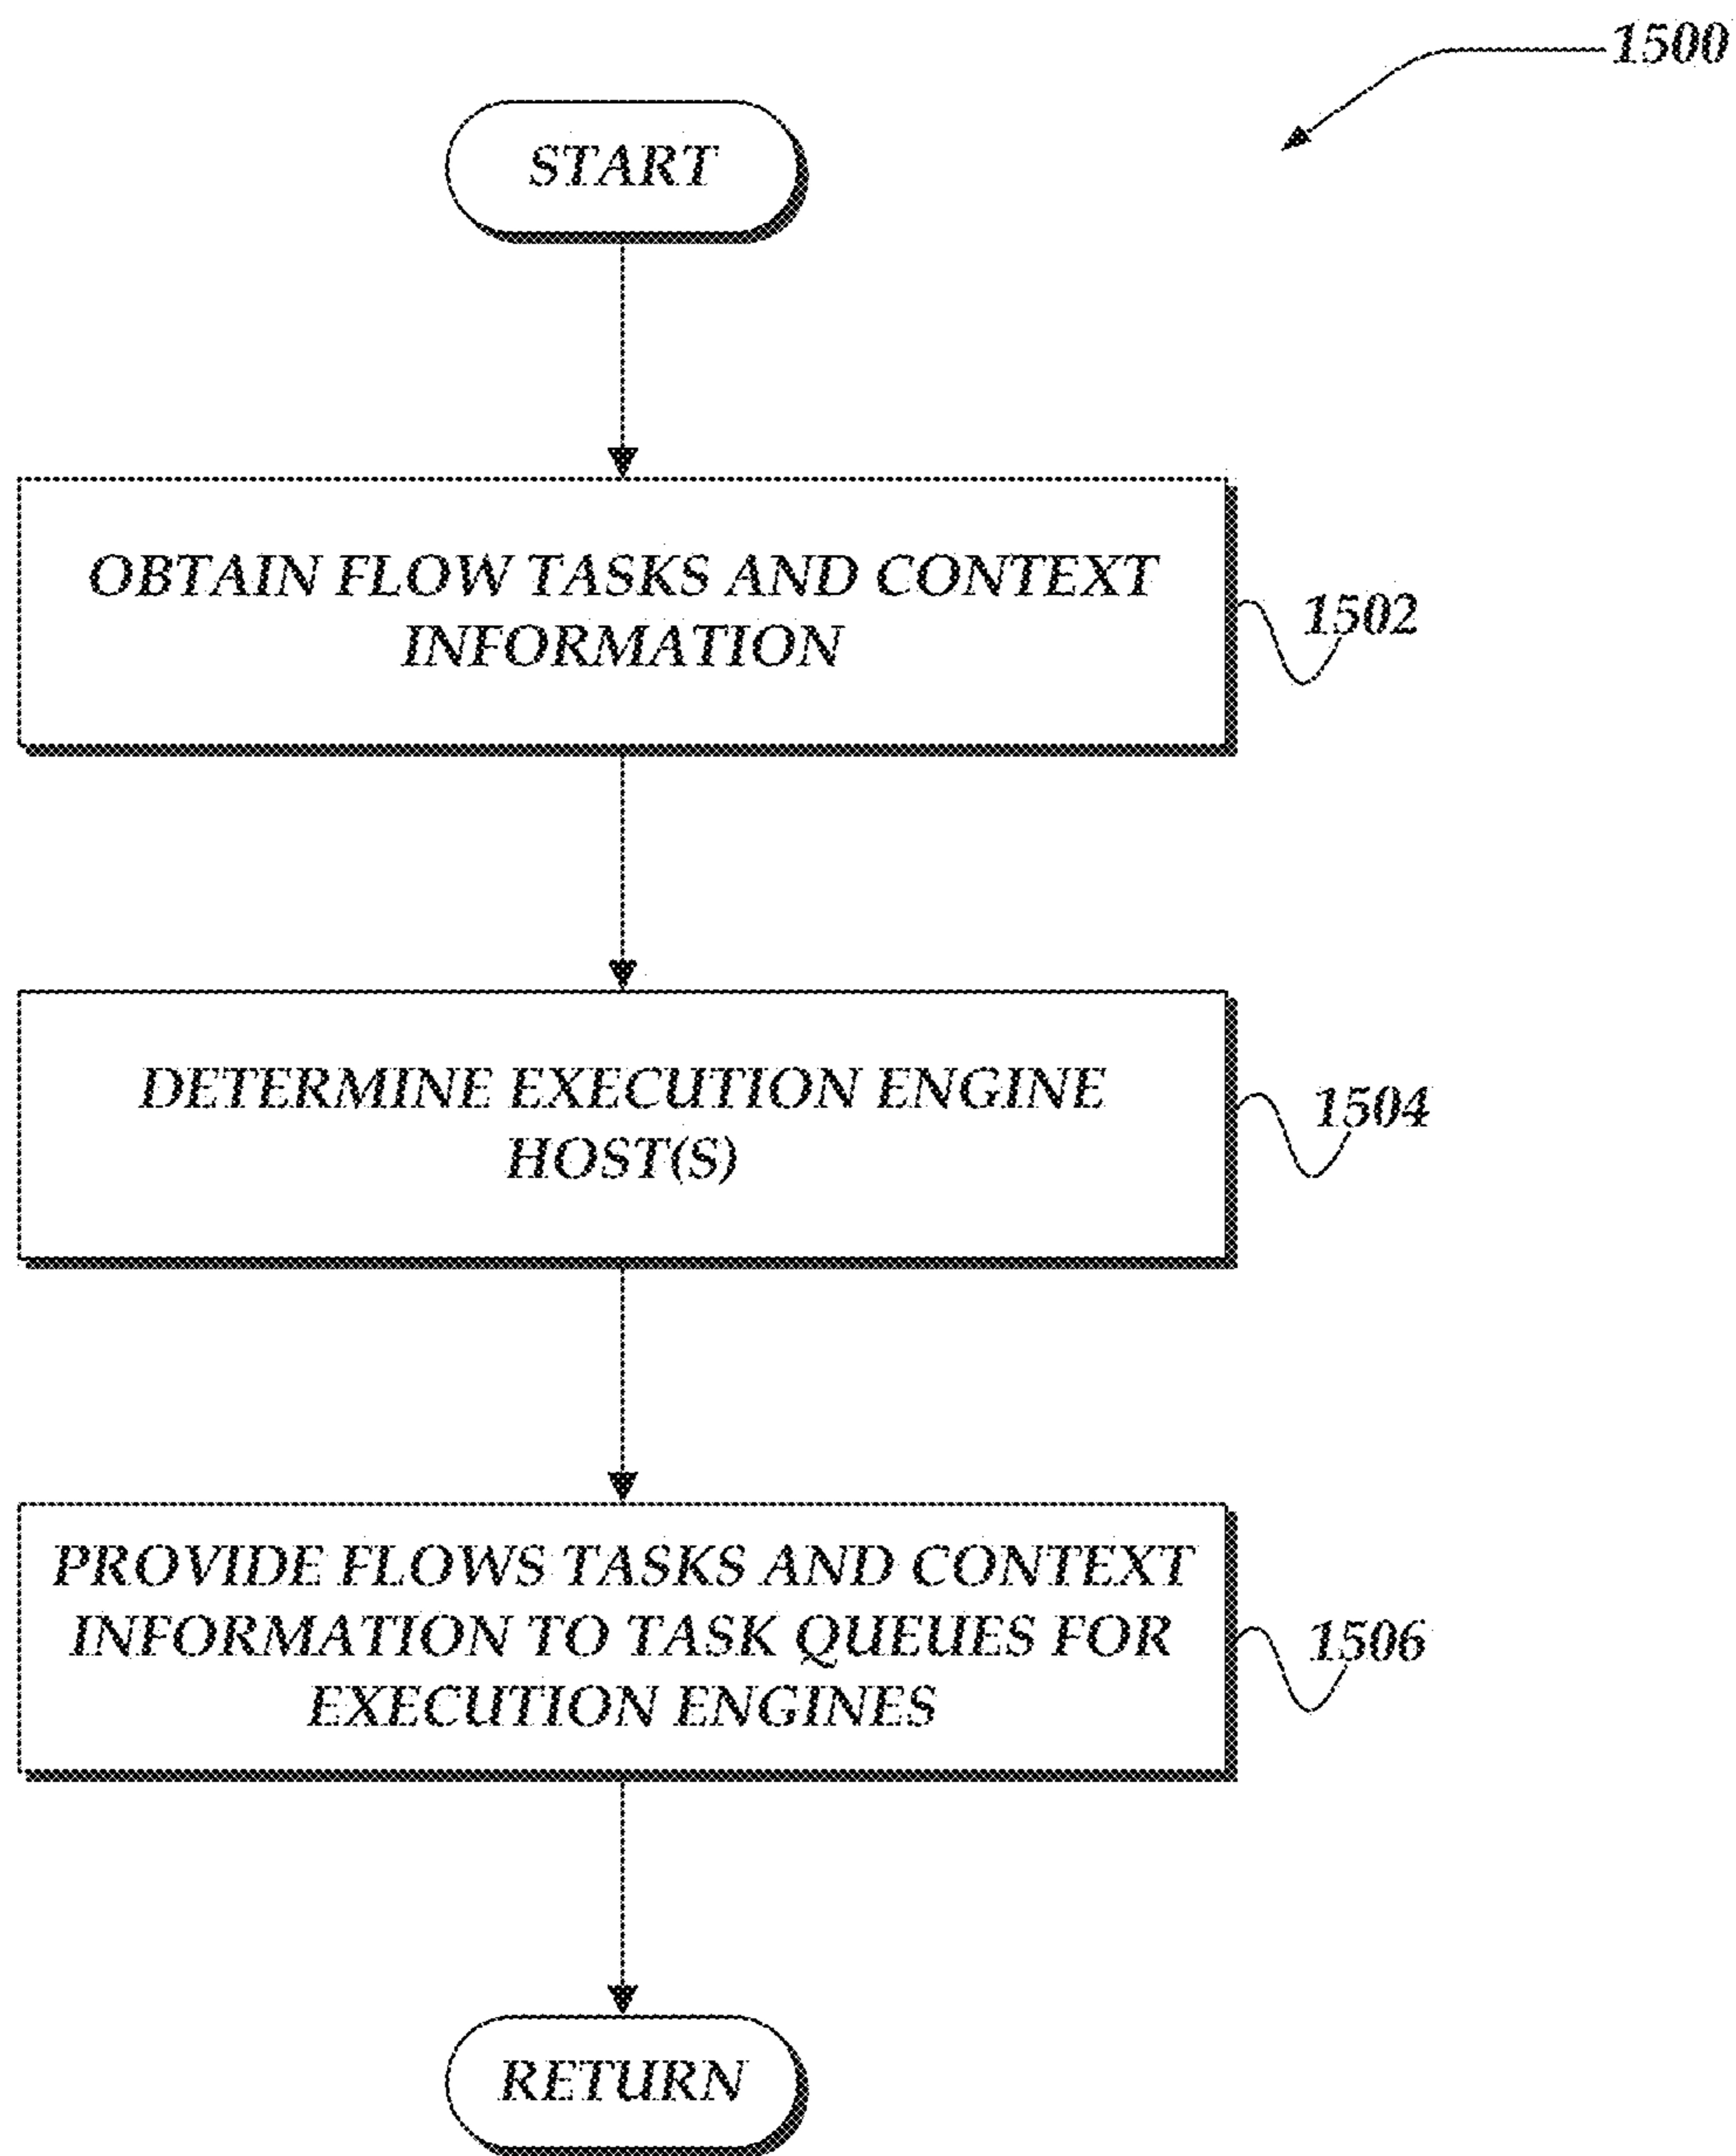 1500
START
OBTAIN FLOW TASKS AND CONTEXT
INFORMATION
1502
DETERMINE EXECUTION ENGINE
HOST(S)
1504
PROVIDE FLOWS TASKS AND CONTEXT
INFORMATION TO TASK QUEUES FOR
EXECUTION ENGINES
1506
RETURN